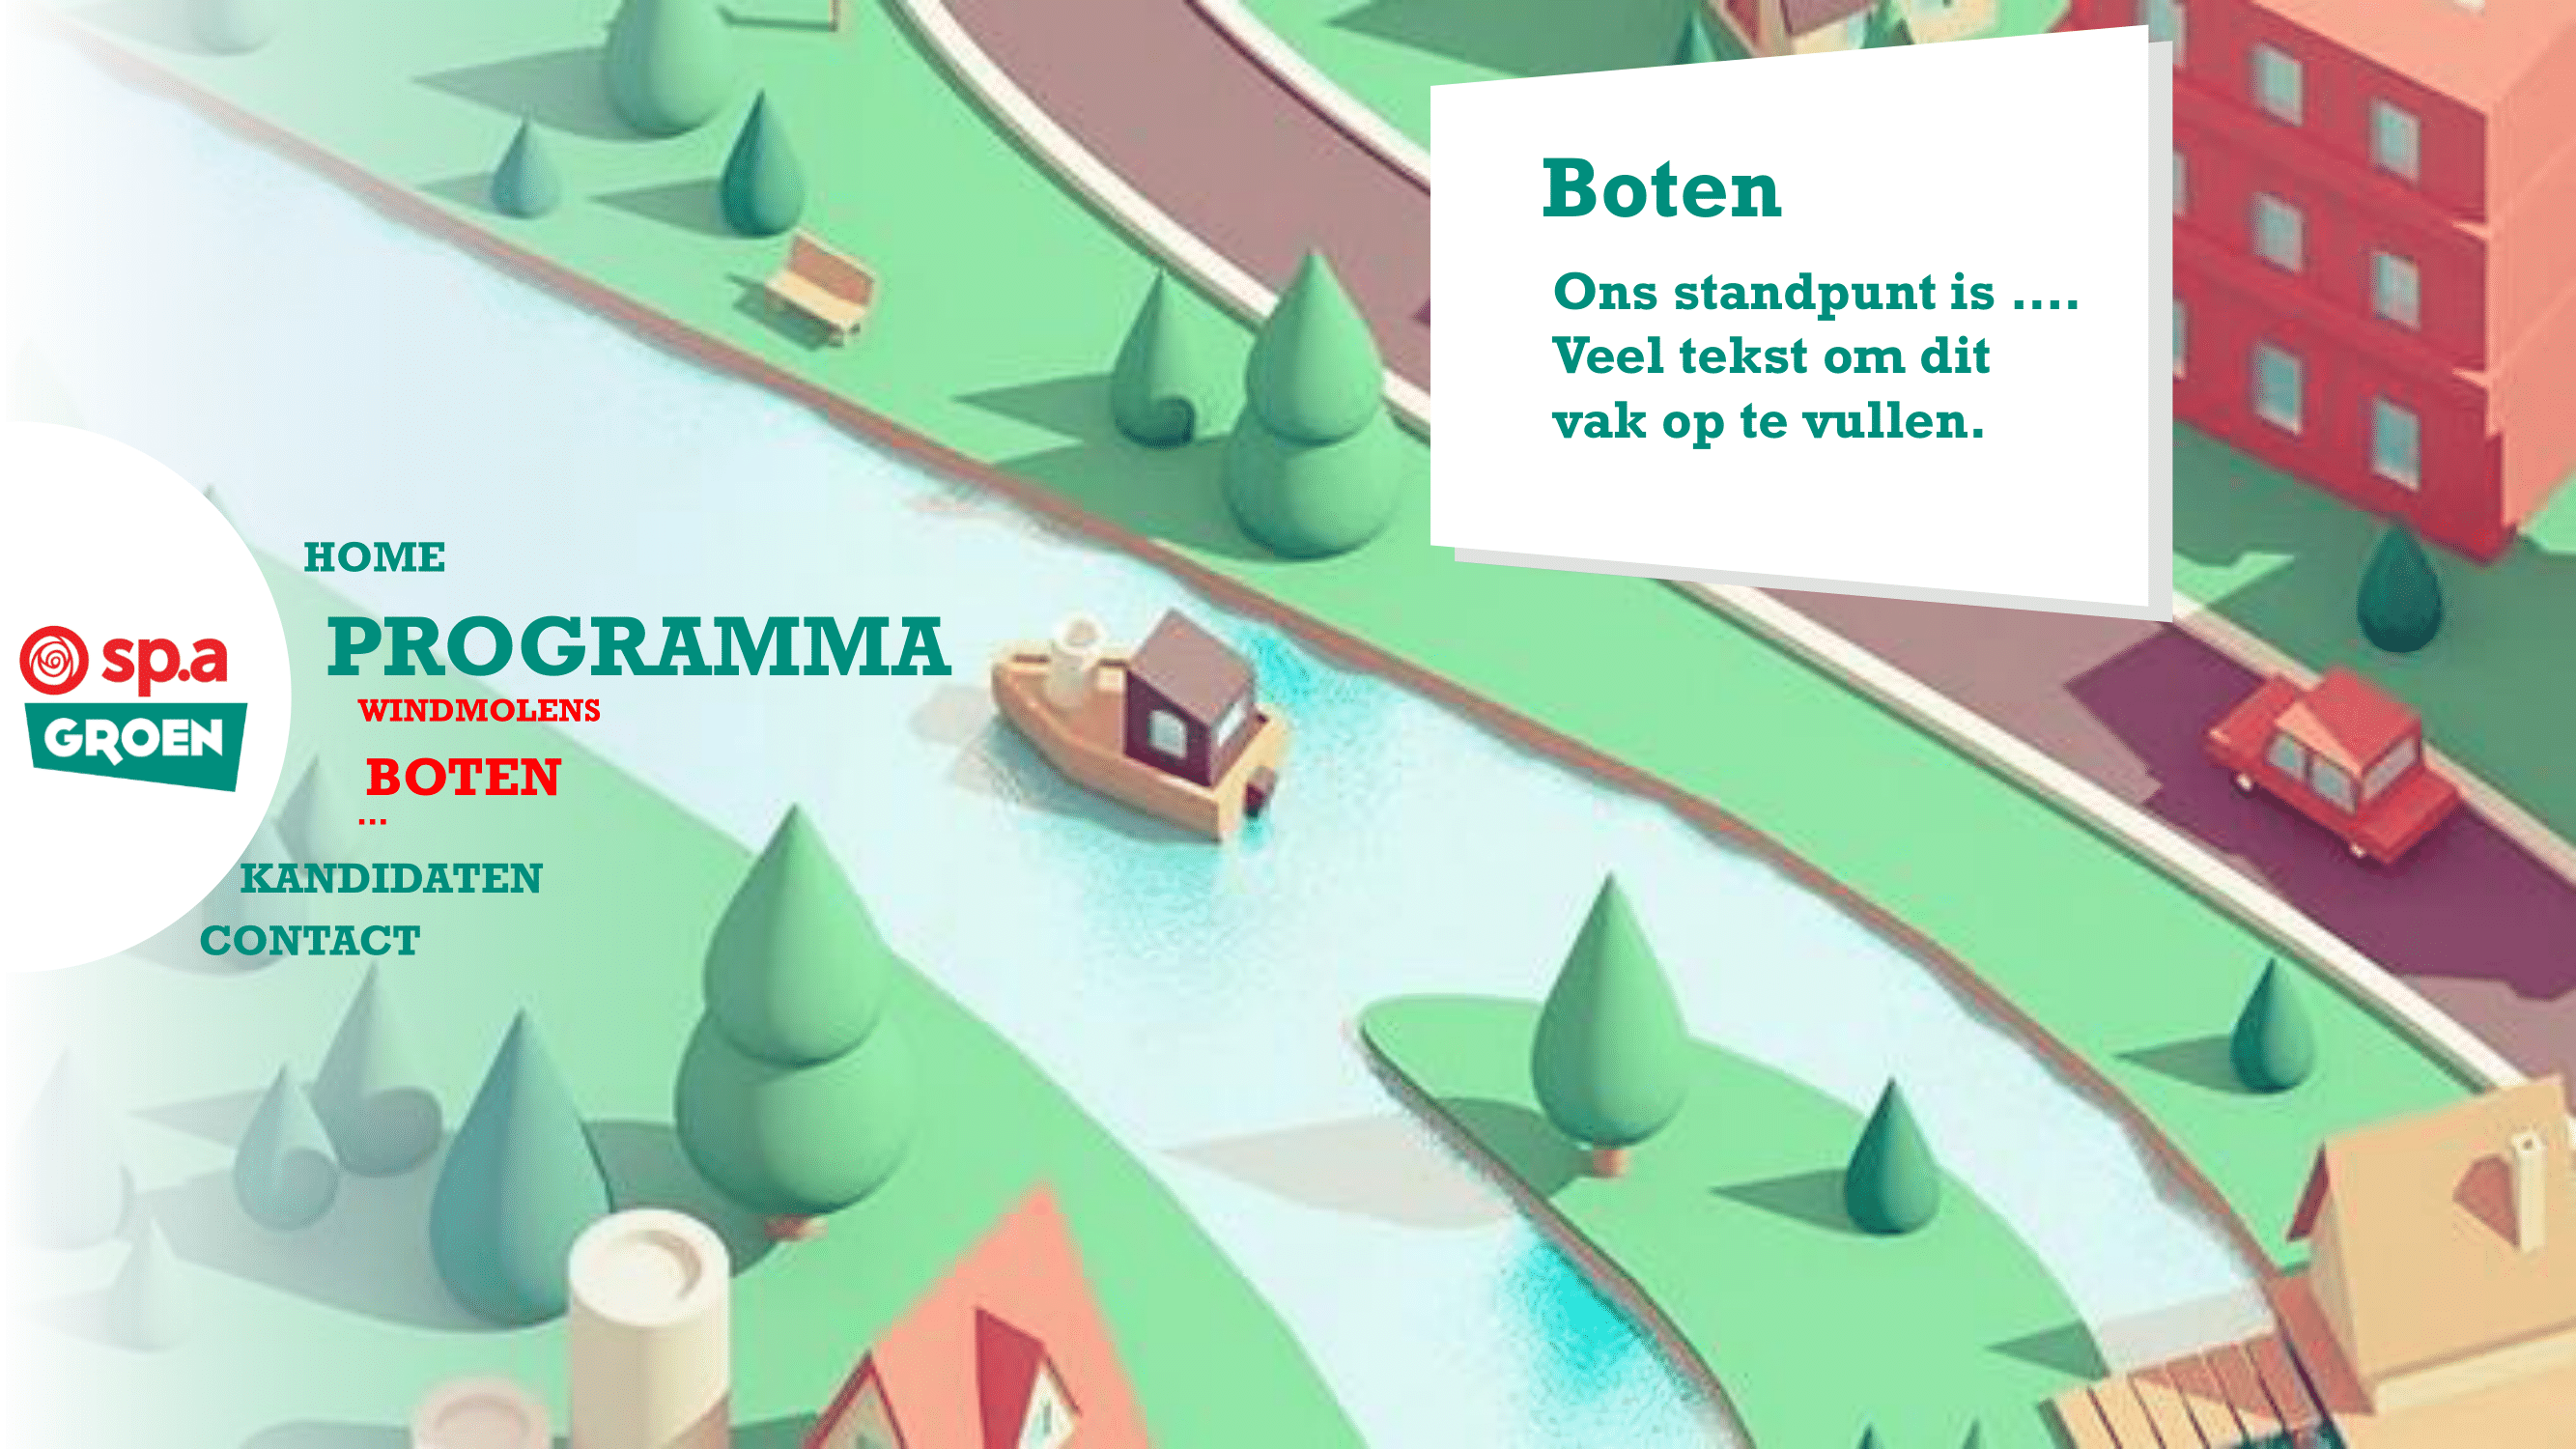 Boten
Ons standpunt is ....
Veel tekst om dit
vak op te vullen.
HOME
PROGRAMMA
WINDMOLENS
BOTEN
...
KANDIDATEN
CONTACT
sp.a
GROEN